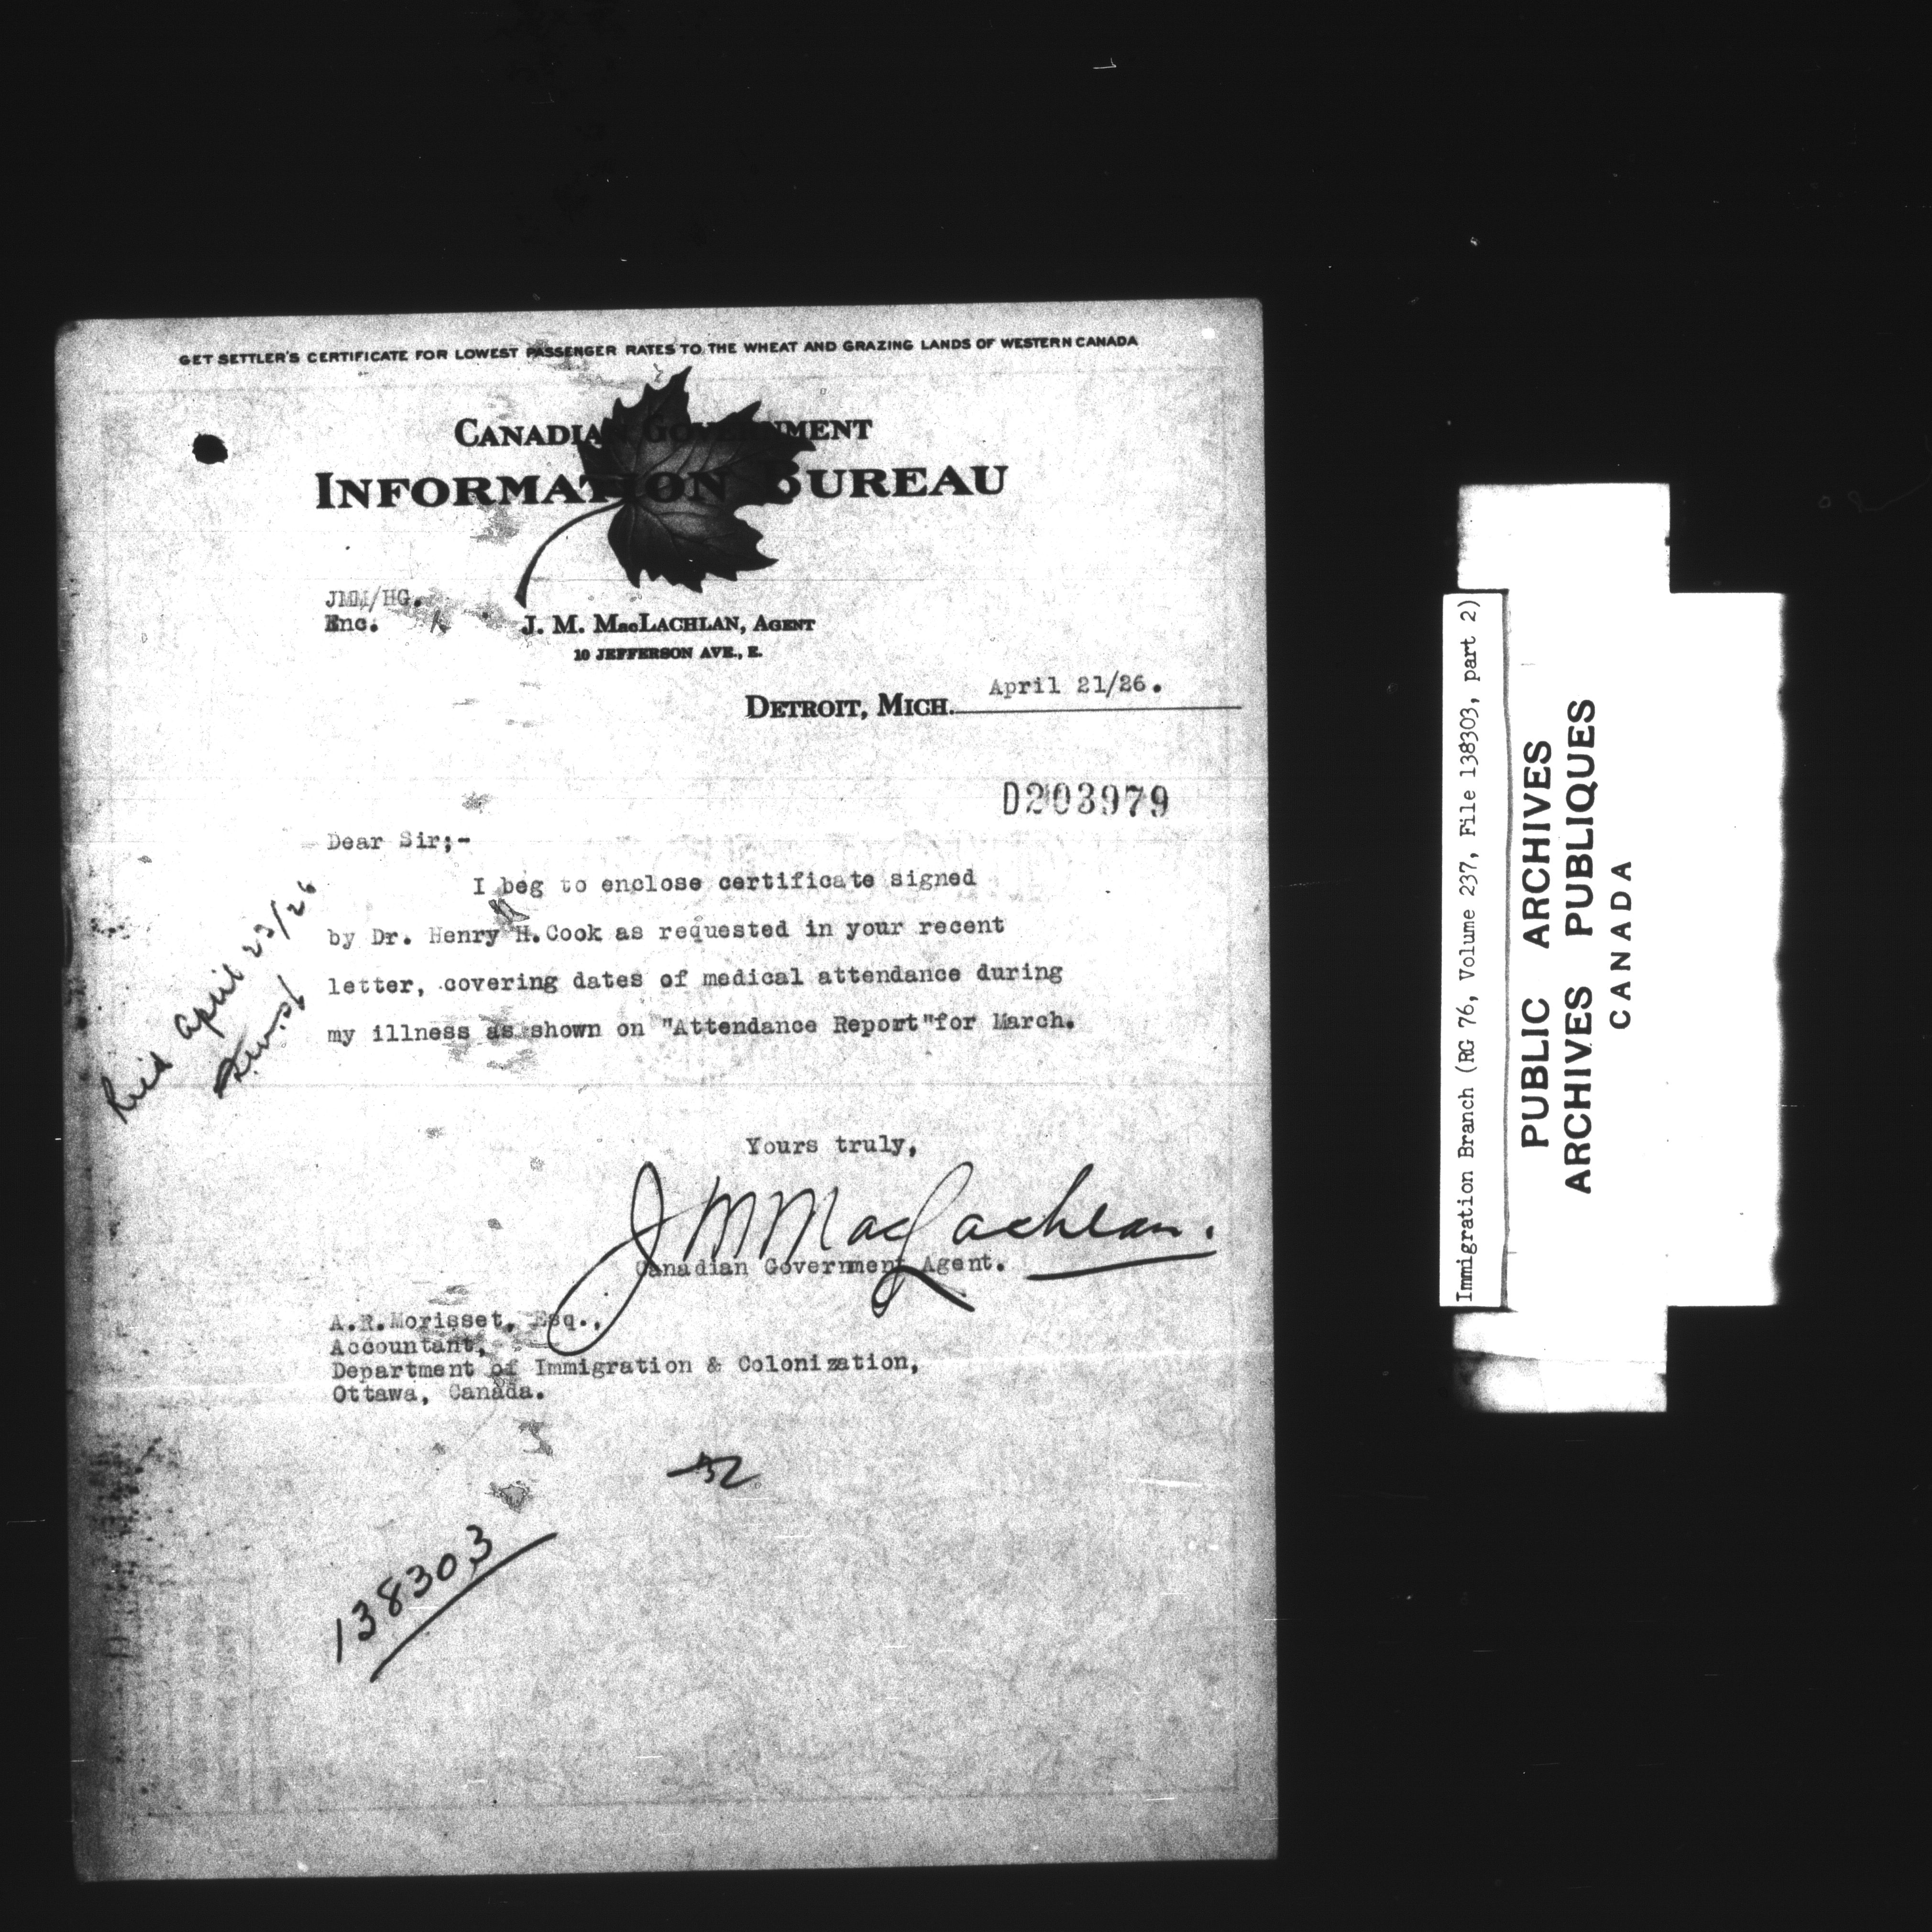 GET SETTLER'S CERTIFICATE FOR LOWEST PASSENGER RATES TO THE WHEAT AND GRAZING LANDS OF WESTERN CANADA
CANADIAN GOVERNMENT
INFORMATION BUREAU
JMM/HG.
Enc.
J. M. MacLACHLAN, AGENT
10 JEFFERSON AVE., E.
DETROIT, MICH. April 21/26.
D203979
Dear Sir;-
I beg to enclose certificate signed
by Dr. Henry H.Cook as requested in your recent
letter, covering dates of medical attendance during
my illness as shown on "Attendance Report"for March.
April 23/26
Yours truly,
J M MacLachlan.
Canadian Government Agent.
A.R.Morisset, Esq.,
Accountant,
Department of Immigration & Colonization,
Ottawa, Canada.
32
138303
Immigration Branch (RG 76, Volume 237, File 138303, part 2)
PUBLIC ARCHIVES
ARCHIVES PUBLIQUES
CANADA